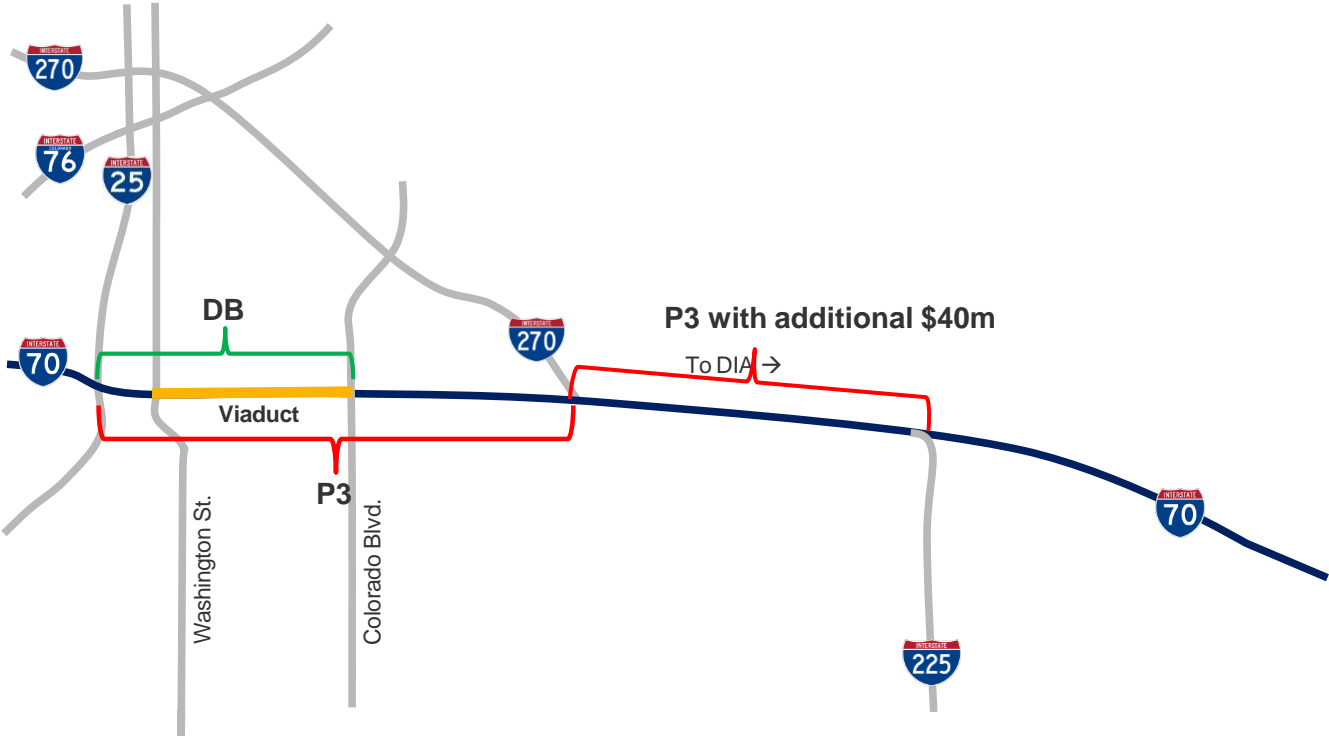 INTERSTATE
270
INTERSTATE
COLORADO
76
INTERSTATE
25
DB
P3 with additional $40m
INTERSTATE
270
INTERSTATE
70
To DIA →
Viaduct
P3
Washington St.
Colorado Blvd.
INTERSTATE
70
INTERSTATE
225